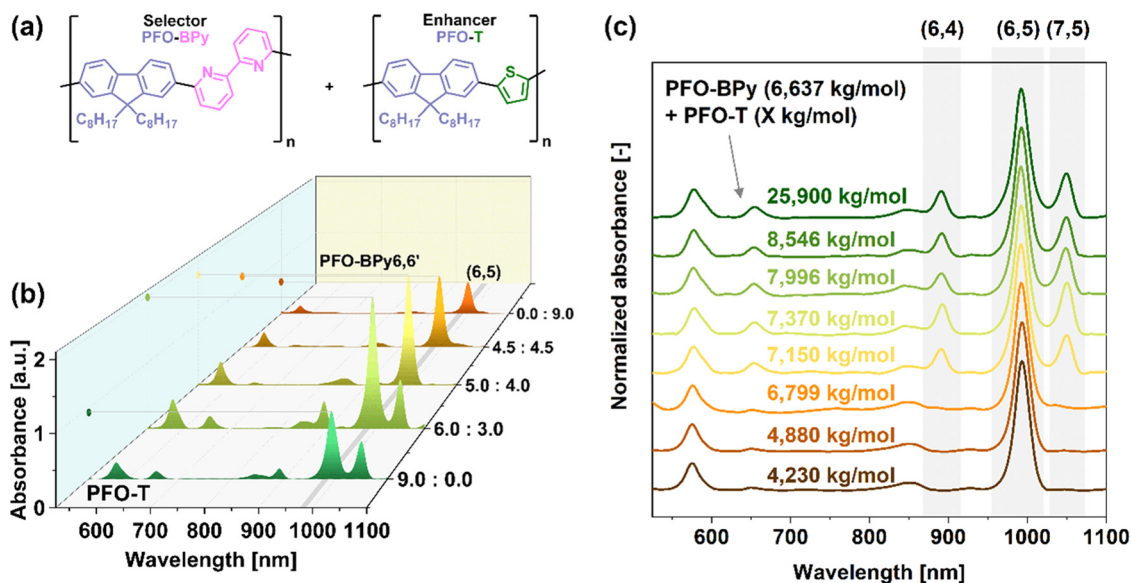 (a)
Selector
PFO-BPy
Enhancer
PFO-T
N
N
S
+
C8H17 C8H17
n
C8H17 C8H17
n
(b)
PFO-BPy6,6'
(6,5)
0.0 : 9.0
4.5 : 4.5
5.0 : 4.0
6.0 : 3.0
9.0 : 0.0
PFO-T
Absorbance [a.u.]
2
1
0
600 700 800 900 1000 1100
Wavelength [nm]
(c)
(6,4) (6,5) (7,5)
PFO-BPy (6,637 kg/mol)
+ PFO-T (X kg/mol)
25,900 kg/mol
8,546 kg/mol
7,996 kg/mol
7,370 kg/mol
7,150 kg/mol
6,799 kg/mol
4,880 kg/mol
4,230 kg/mol
Normalized absorbance [-]
600 700 800 900 1000 1100
Wavelength [nm]